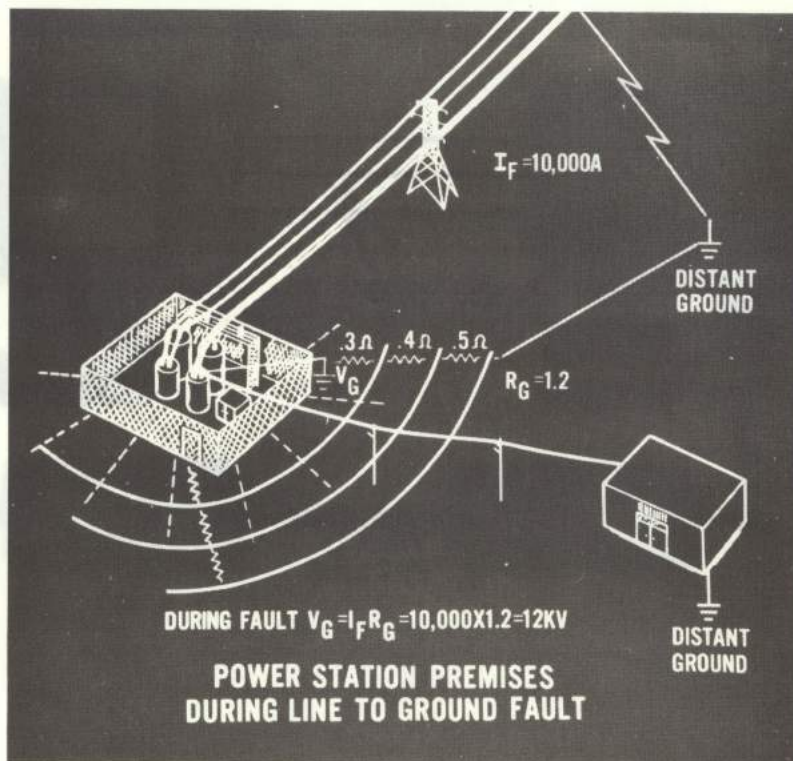 I_F=10,000A
DISTANT
GROUND
.3Ω .4Ω .5Ω
V_G
R_G=1.2
DURING FAULT V_G=I_F R_G=10,000X1.2=12KV
DISTANT
GROUND
POWER STATION PREMISES
DURING LINE TO GROUND FAULT